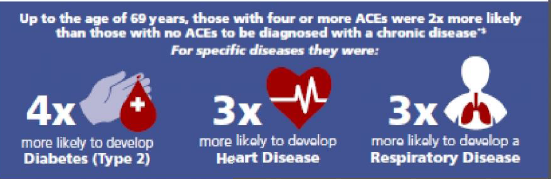 Up to the age of 69 years, those with four or more ACEs were 2x more likely
than those with no ACEs to be diagnosed with a chronic disease
For specific diseases they were:
4x
more likely to develop
Diabetes (Type 2)
3x
more likely to develop
Heart Disease
3x
more likely to develop a
Respiratory Disease